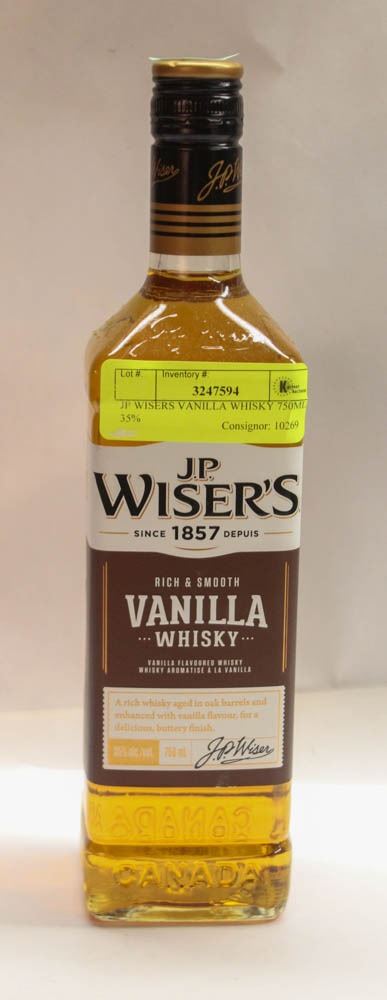 J.P. Wiser
Lot #:
Inventory #:
3247594
JP WISERS VANILLA WHISKY 750ML
35%
Consignor: 10269
J.P.
WISER'S
SINCE 1857 DEPUIS
RICH & SMOOTH
VANILLA
WHISKY
VANILLA FLAVOURED WHISKY
WHISKY AROMATISÉ À LA VANILLA
A rich whisky aged in oak barrels and
enhanced with vanilla flavour, for a
delicious, buttery finish.
35% alc./vol. 750 ml
J.P. Wiser
CANADA